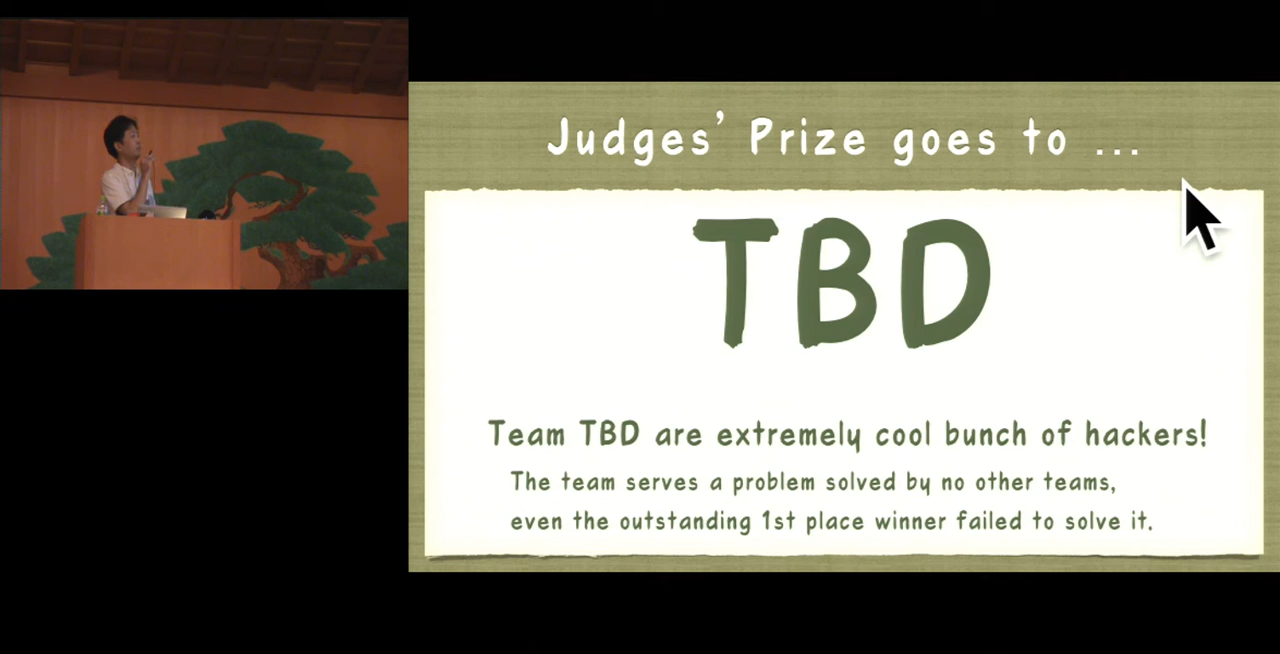 Judges' Prize goes to ...
TBD
Team TBD are extremely cool bunch of hackers!
The team serves a problem solved by no other teams,
even the outstanding 1st place winner failed to solve it.